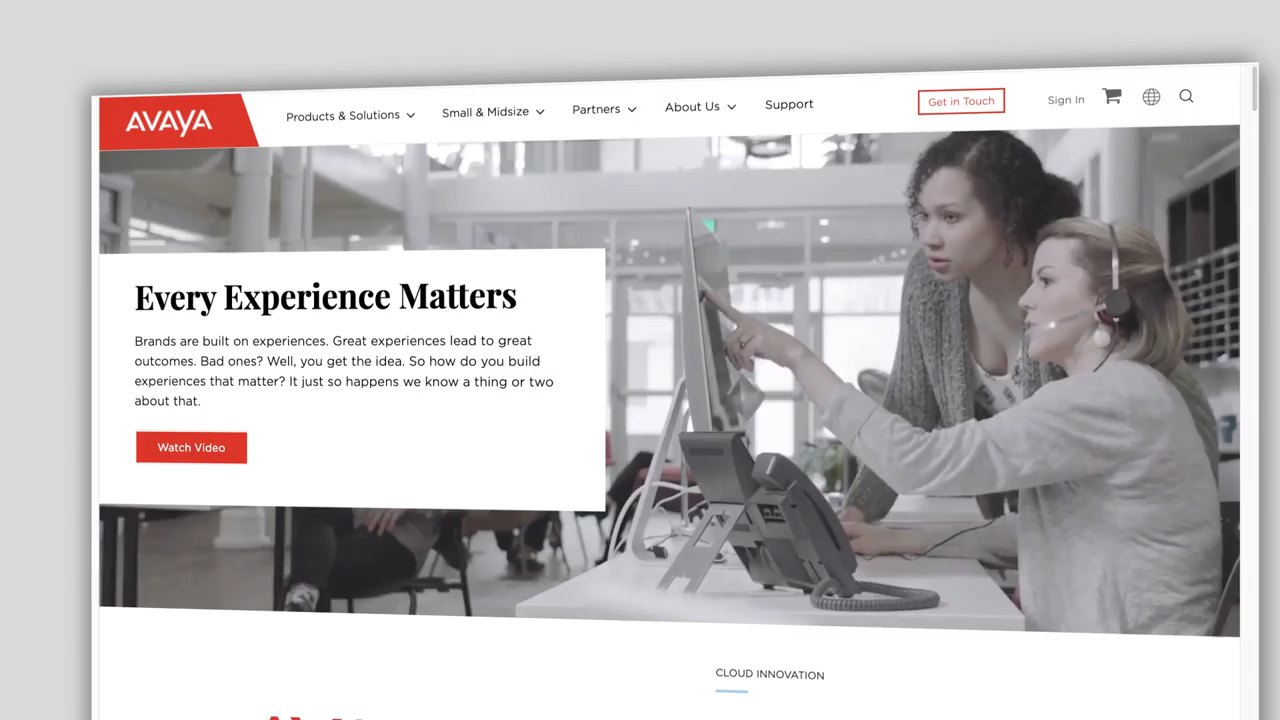 AVAYA
Products & Solutions
Small & Midsize
Partners
About Us
Support
Get in Touch
Sign In
Every Experience Matters
Brands are built on experiences. Great experiences lead to great
outcomes. Bad ones? Well, you get the idea. So how do you build
experiences that matter? It just so happens we know a thing or two
about that.
Watch Video
CLOUD INNOVATION